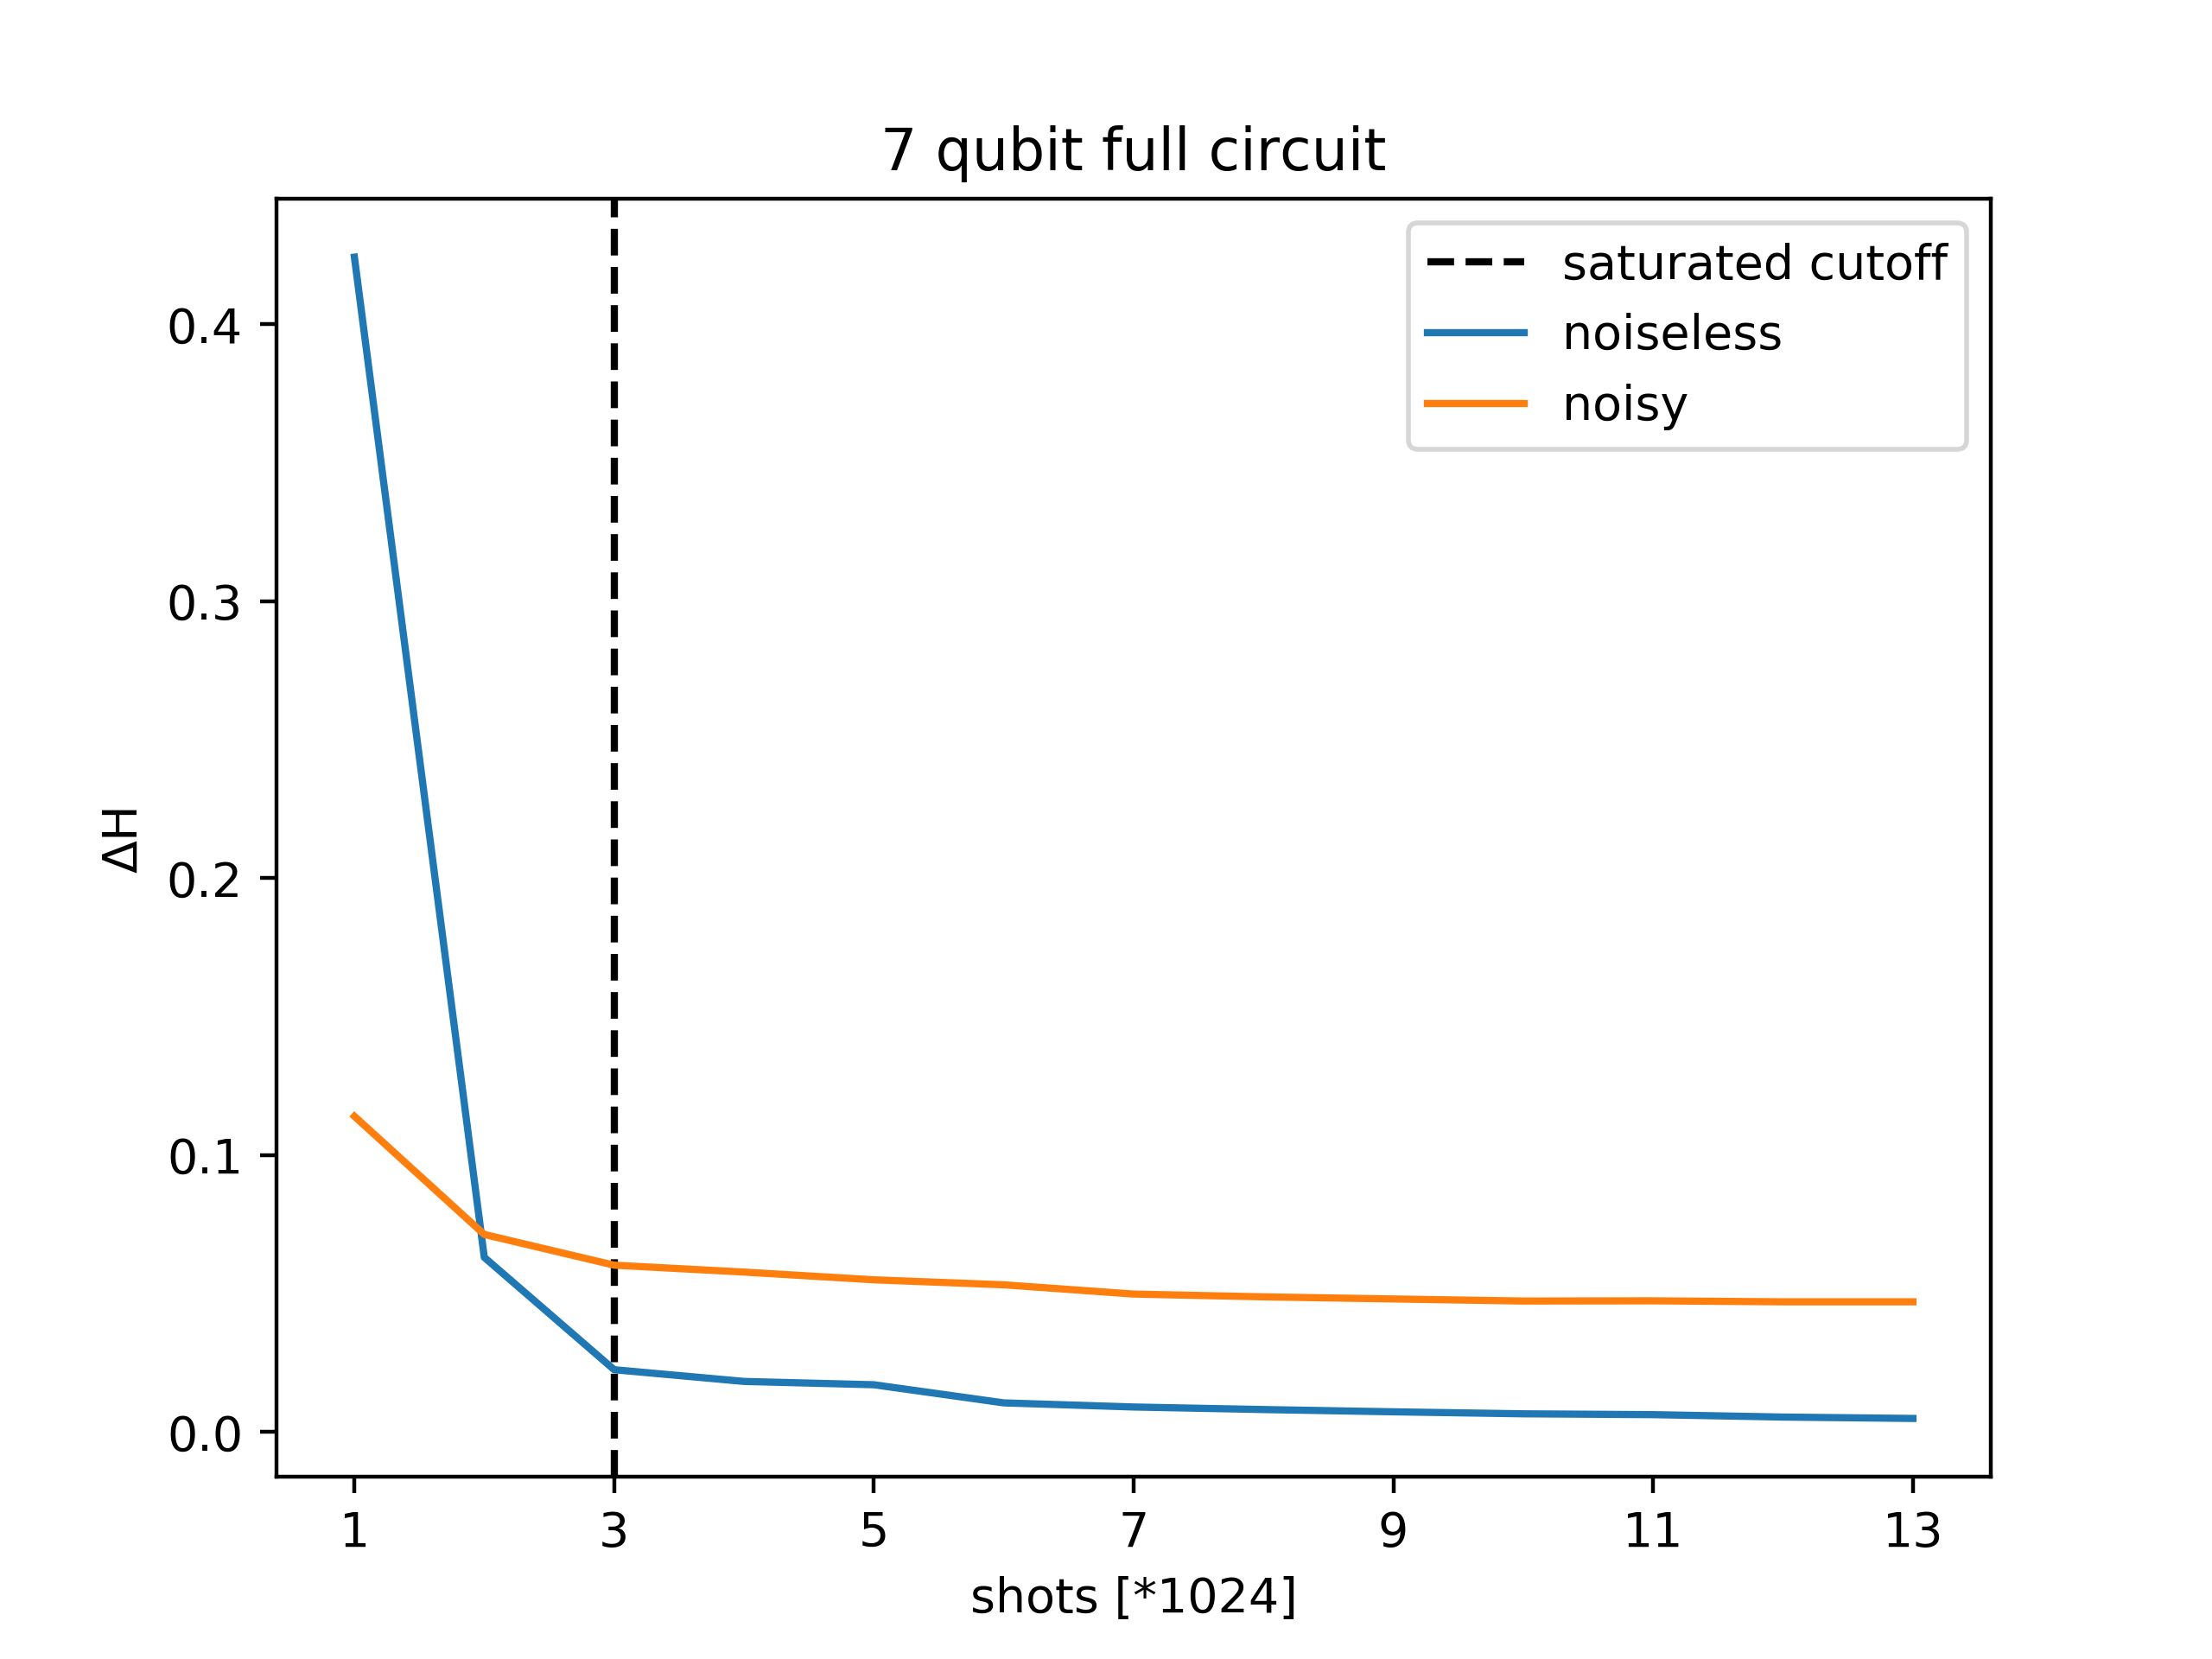 7 qubit full circuit
saturated cutoff
noiseless
noisy
ΔH
0.4
0.3
0.2
0.1
0.0
1 3 5 7 9 11 13
shots [*1024]